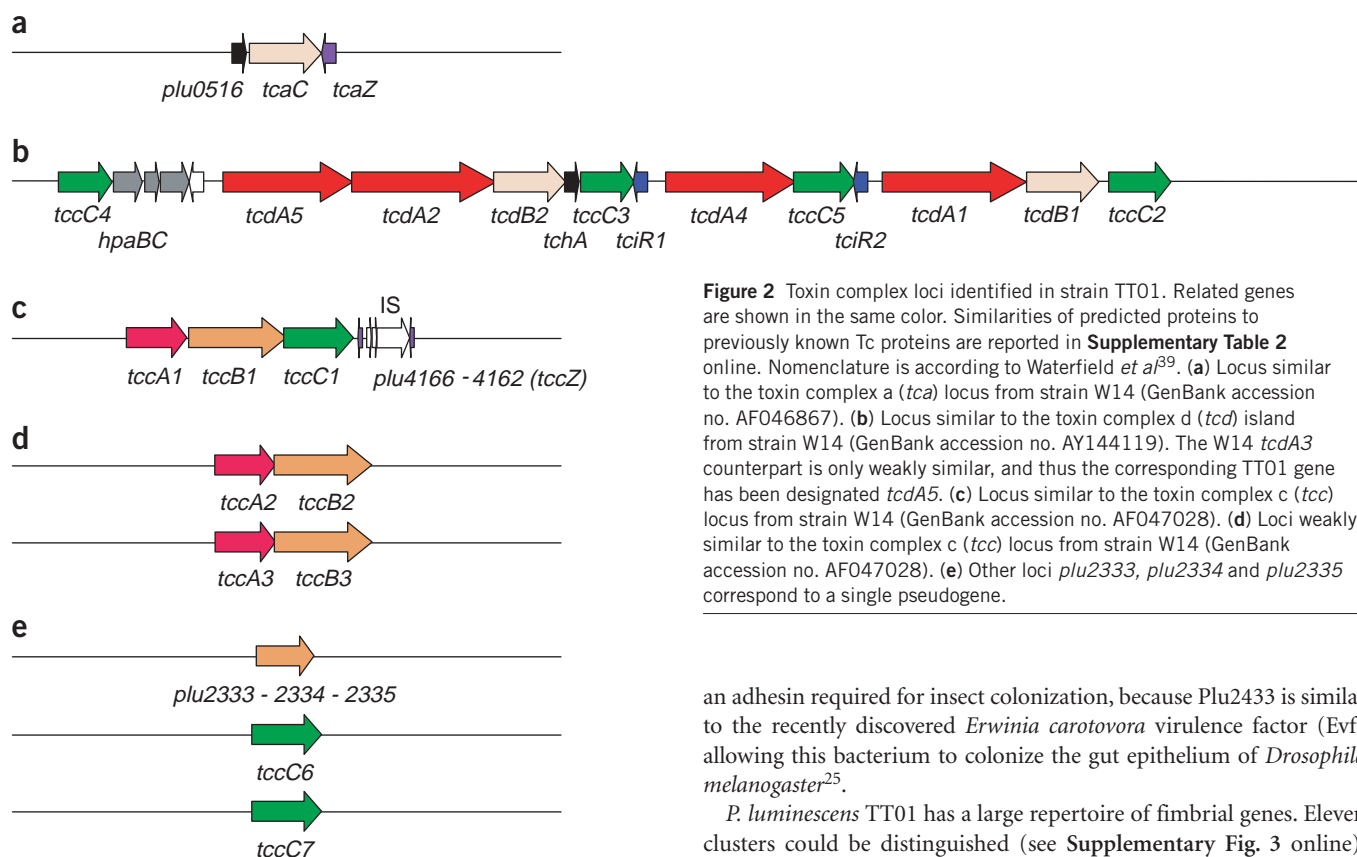 a
plu0516 tcaC tcaZ
b
tccC4 tcdA5 tcdA2 tcdB2 tccC3 tcdA4 tccC5 tcdA1 tcdB1 tccC2
hpaBC tchA tciR1 tciR2
c
IS
tccA1 tccB1 tccC1 plu4166 - 4162 (tccZ)
d
tccA2 tccB2
tccA3 tccB3
e
plu2333 - 2334 - 2335
tccC6
tccC7
Figure 2 Toxin complex loci identified in strain TT01. Related genes
are shown in the same color. Similarities of predicted proteins to
previously known Tc proteins are reported in Supplementary Table 2
online. Nomenclature is according to Waterfield et al39. (a) Locus similar
to the toxin complex a (tca) locus from strain W14 (GenBank accession
no. AF046867). (b) Locus similar to the toxin complex d (tcd) island
from strain W14 (GenBank accession no. AY144119). The W14 tcdA3
counterpart is only weakly similar, and thus the corresponding TT01 gene
has been designated tcdA5. (c) Locus similar to the toxin complex c (tcc)
locus from strain W14 (GenBank accession no. AF047028). (d) Loci weakly
similar to the toxin complex c (tcc) locus from strain W14 (GenBank
accession no. AF047028). (e) Other loci plu2333, plu2334 and plu2335
correspond to a single pseudogene.
an adhesin required for insect colonization, because Plu2433 is similar
to the recently discovered Erwinia carotovora virulence factor (Evf)
allowing this bacterium to colonize the gut epithelium of Drosophila
melanogaster25.
P. luminescens TT01 has a large repertoire of fimbrial genes. Eleven
clusters could be distinguished (see Supplementary Fig. 3 online)